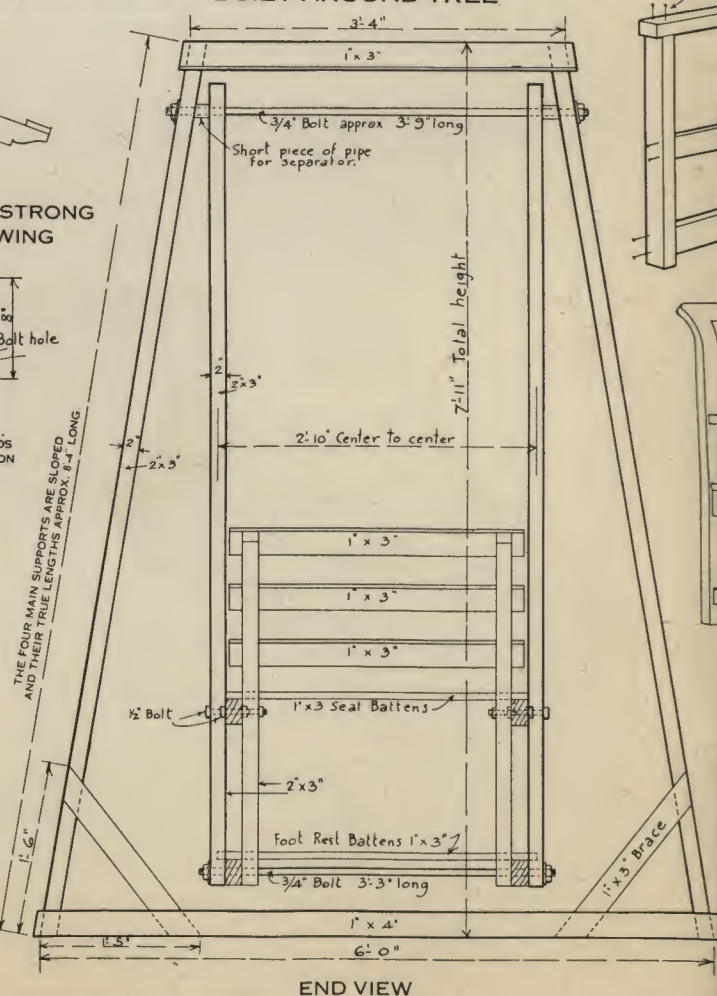 3'-4"
1" x 3"
3/4" Bolt approx 3'-9" long
Short piece of pipe
for separator.
STRONG
WING
8"
Bolt hole
7'-11" Total height
2"
2"x3"
2'-10" Center to center
OS
ON
2"
2"x3"
THE FOUR MAIN SUPPORTS ARE SLOPED
AND THEIR TRUE LENGTHS APPROX. 8'-4" LONG.
1" x 3"
1" x 3"
1" x 3"
1/2" Bolt
1"x3 Seat Battens
2"x3"
1'-6"
Foot Rest Battens 1"x3"
1"x3" Brace
3/4" Bolt 3'-3" long
1" x 4"
1'-5"
6'-0"
END VIEW